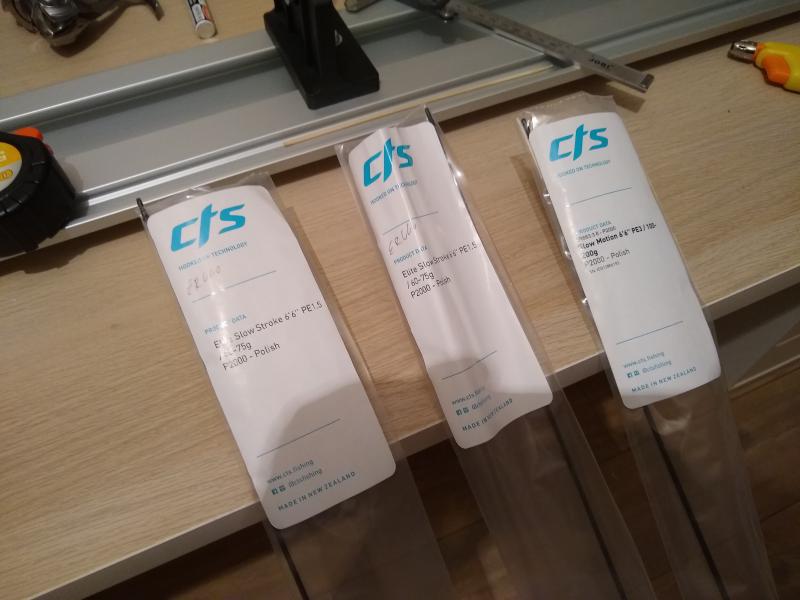 cts
HOOKED ON TECHNOLOGY
PRODUCT DATA
Elite Slow Stroke 6'6" PE1.5
/ 60-75g
P2000 - Polish
www.cts.fishing
@ctsfishing
MADE IN NEW ZEALAND
cts
HOOKED ON TECHNOLOGY
PRODUCT DATA
Elite Slow Stroke 6'6" PE1.5
/ 60-75g
P2000 - Polish
www.cts.fishing
@ctsfishing
MADE IN NEW ZEALAND
cts
HOOKED ON TECHNOLOGY
PRODUCT DATA
Slow Motion 6'6" PE3 / 100-
200g
P2000 - Polish
www.cts.fishing
@ctsfishing
MADE IN NEW ZEALAND